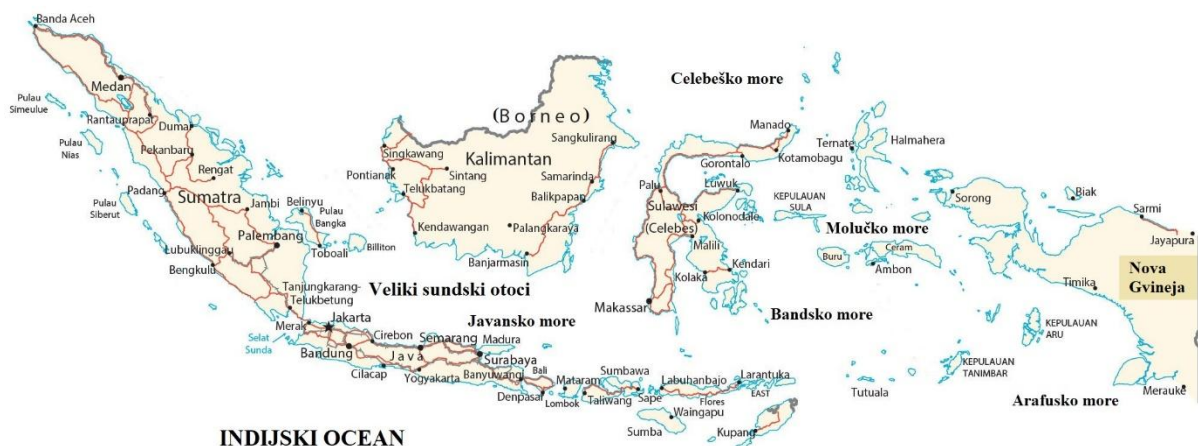 Banda Aceh
Medan
Pulau
Simeulue
Rantauprapat
Dumai
Pulau
Nias
Pekanbaru
Rengat
Padang
Sumatra
Pulau
Siberut
Jambi
Belinyu
Pulau
Bangka
Palembang
Lubuklinggau
Toboali
Billiton
Bengkulu
Tanjungkarang-
Telukbetung
Selat
Sunda
Merak
Jakarta
Bandung
Cirebon
Java
Semarang
Madura
Surabaya
Cilacap
Yogyakarta
Banyuwangi
Bali
Denpasar
Lombok
Mataram
Taliwang
Sumbawa
Sape
Labuhanbajo
Flores
Larantuka
EAST
Waingapu
Sumba
Kupang
INDIJSKI OCEAN
Veliki sundski otoci
Javansko more
(Borneo)
Kalimantan
Singkawang
Pontianak
Sintang
Telukbatang
Kendawangan
Sangkulirang
Samarinda
Balikpapan
Palangkaraya
Banjarmasin
Celebeško more
Manado
Gorontalo
Kotamobagu
Palu
Luwuk
Sulawesi
(Celebes)
Kolonodale
Malili
Kolaka
Kendari
Makassar
Ternate
Halmahera
KEPULAUAN
SULA
Molučko more
Buru
Ceram
Ambon
Bandsko more
Sorong
Biak
Sarmi
Jayapura
Nova
Gvineja
Timika
KEPULAUAN
ARU
KEPULAUAN
TANIMBAR
Tutuala
Merauke
Arafusko more